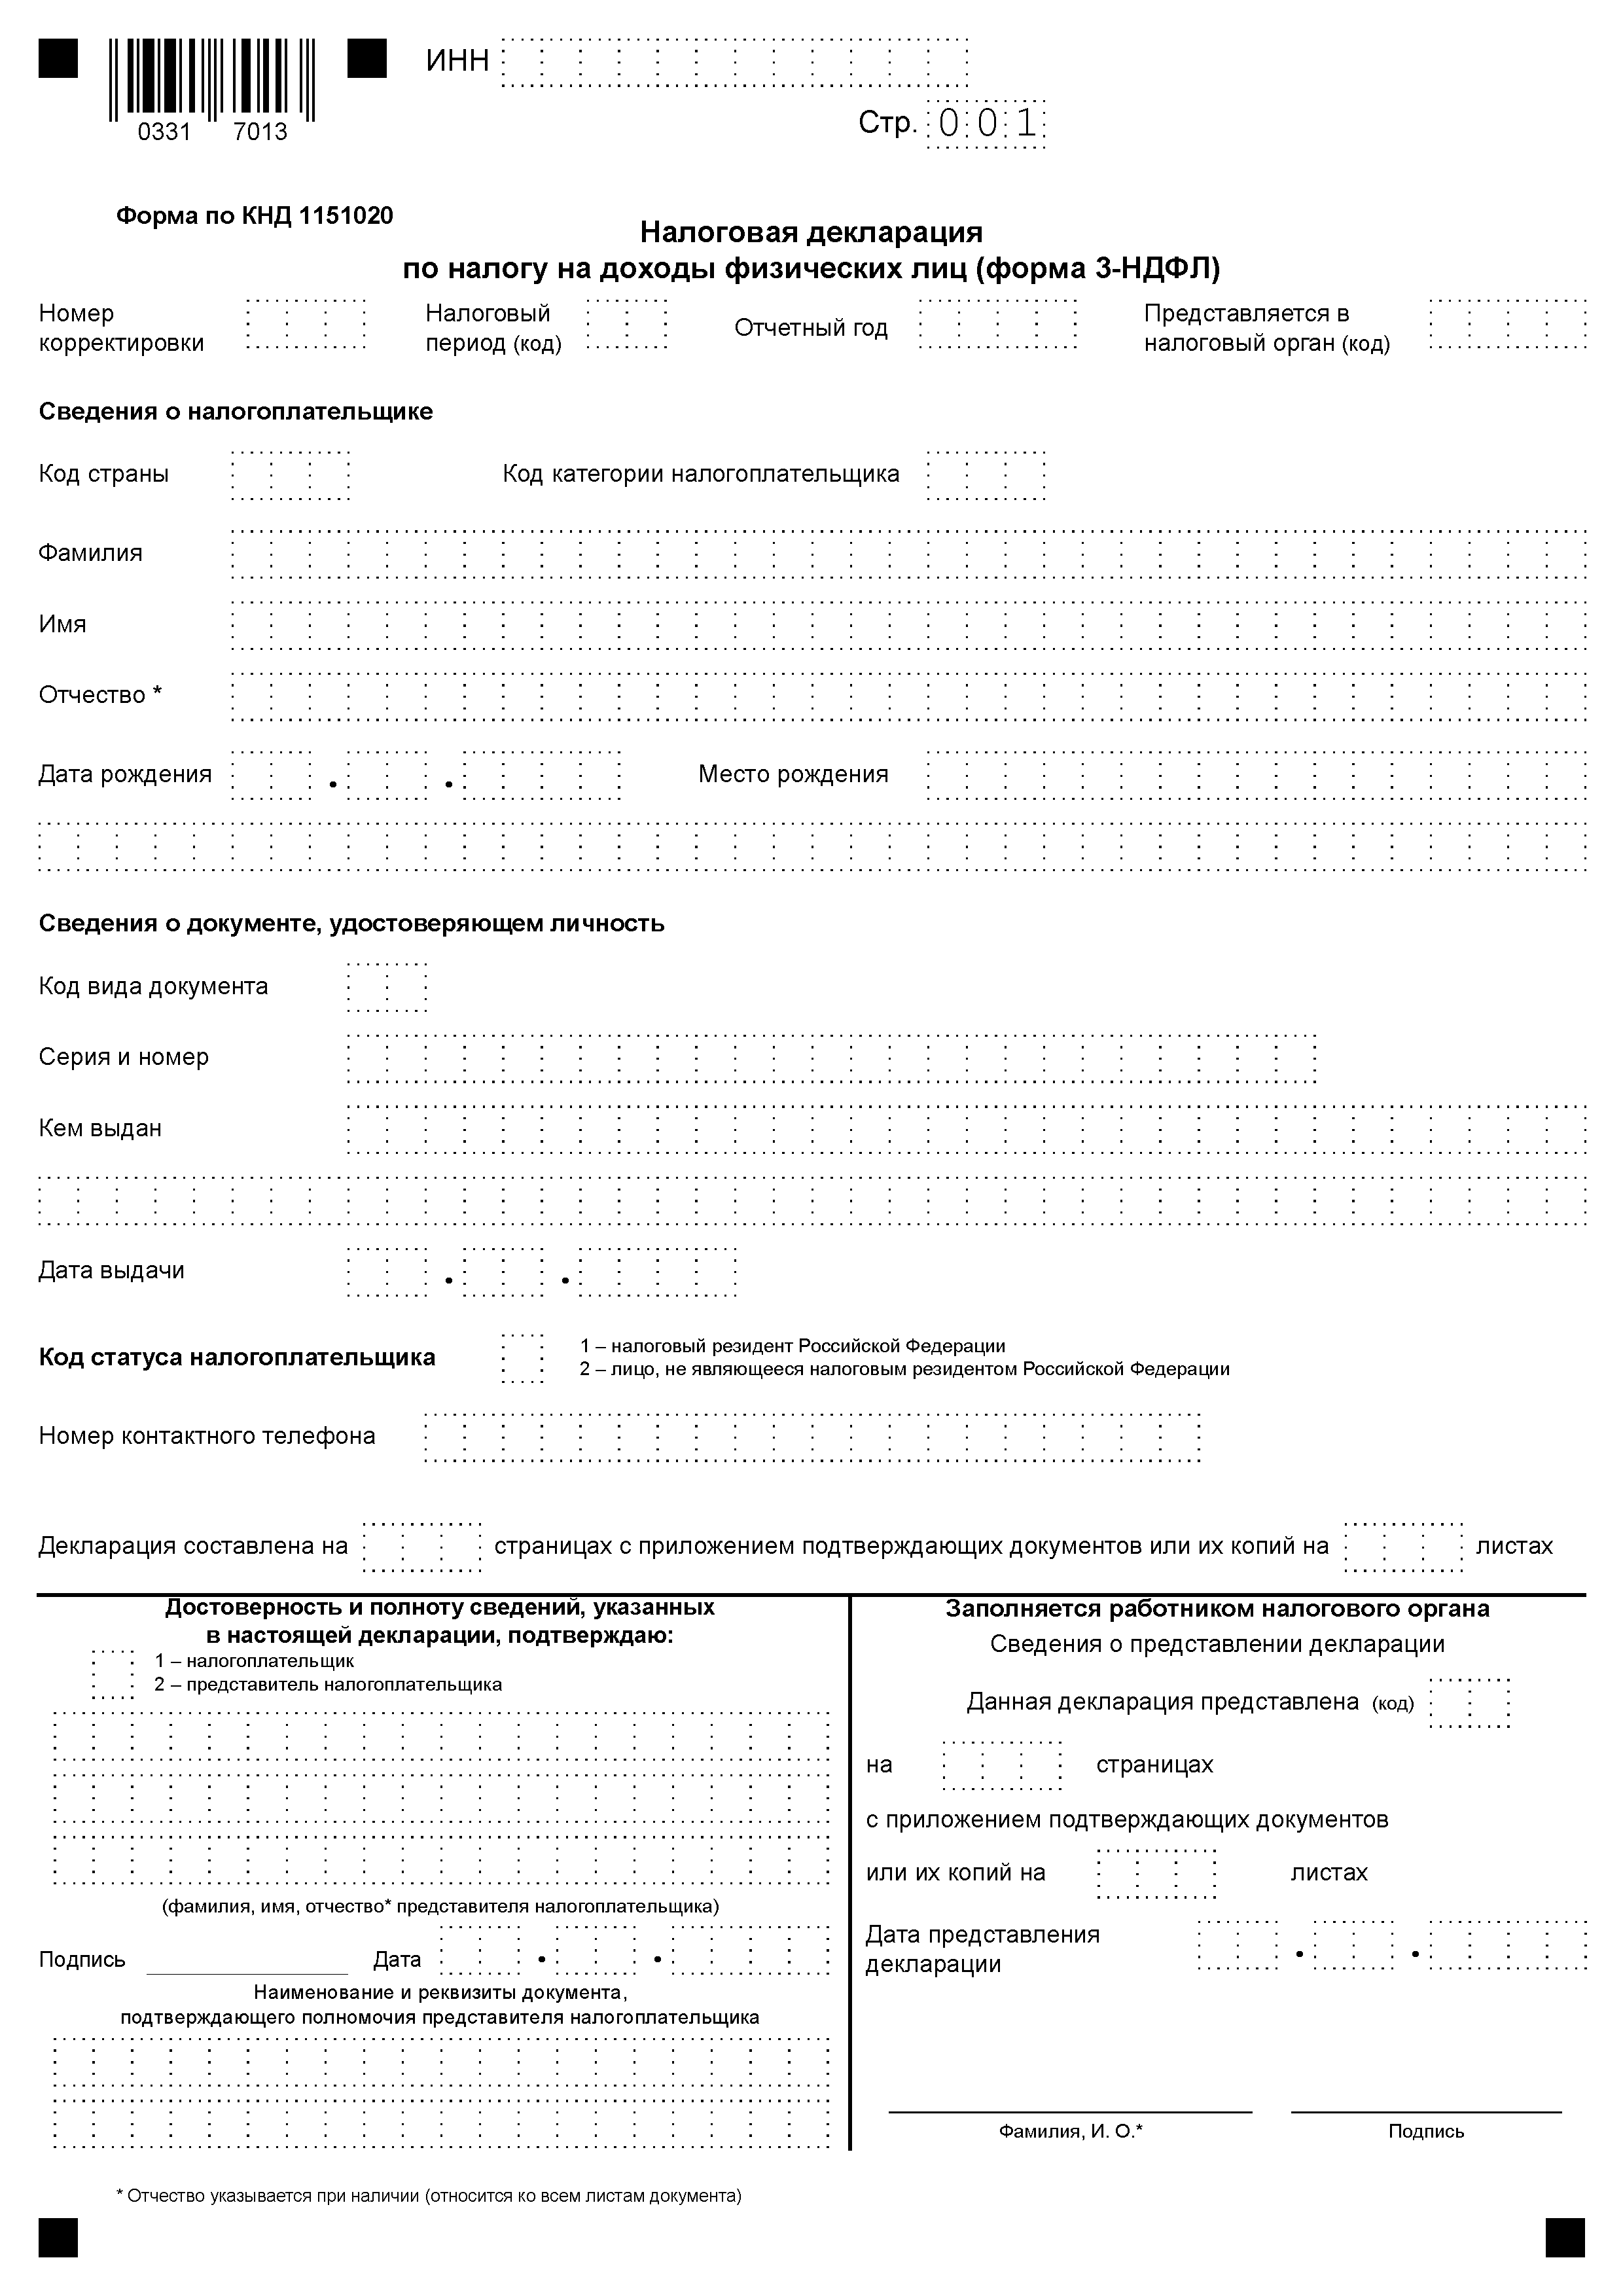 ИНН
0331 7013
Стр. 001
Форма по КНД 1151020
Налоговая декларация
по налогу на доходы физических лиц (форма 3-НДФЛ)
Номер корректировки
Налоговый период (код)
Отчетный год
Представляется в налоговый орган (код)
Сведения о налогоплательщике
Код страны
Код категории налогоплательщика
Фамилия
Имя
Отчество *
Дата рождения . .
Место рождения
Сведения о документе, удостоверяющем личность
Код вида документа
Серия и номер
Кем выдан
Дата выдачи . .
Код статуса налогоплательщика
1 – налоговый резидент Российской Федерации
2 – лицо, не являющееся налоговым резидентом Российской Федерации
Номер контактного телефона
Декларация составлена на страницах с приложением подтверждающих документов или их копий на листах
Достоверность и полноту сведений, указанных
в настоящей декларации, подтверждаю:
1 – налогоплательщик
2 – представитель налогоплательщика
(фамилия, имя, отчество* представителя налогоплательщика)
Подпись Дата . .
Наименование и реквизиты документа,
подтверждающего полномочия представителя налогоплательщика
Заполняется работником налогового органа
Сведения о представлении декларации
Данная декларация представлена (код)
на страницах
с приложением подтверждающих документов
или их копий на листах
Дата представления
декларации . .
Фамилия, И. О.* Подпись
* Отчество указывается при наличии (относится ко всем листам документа)